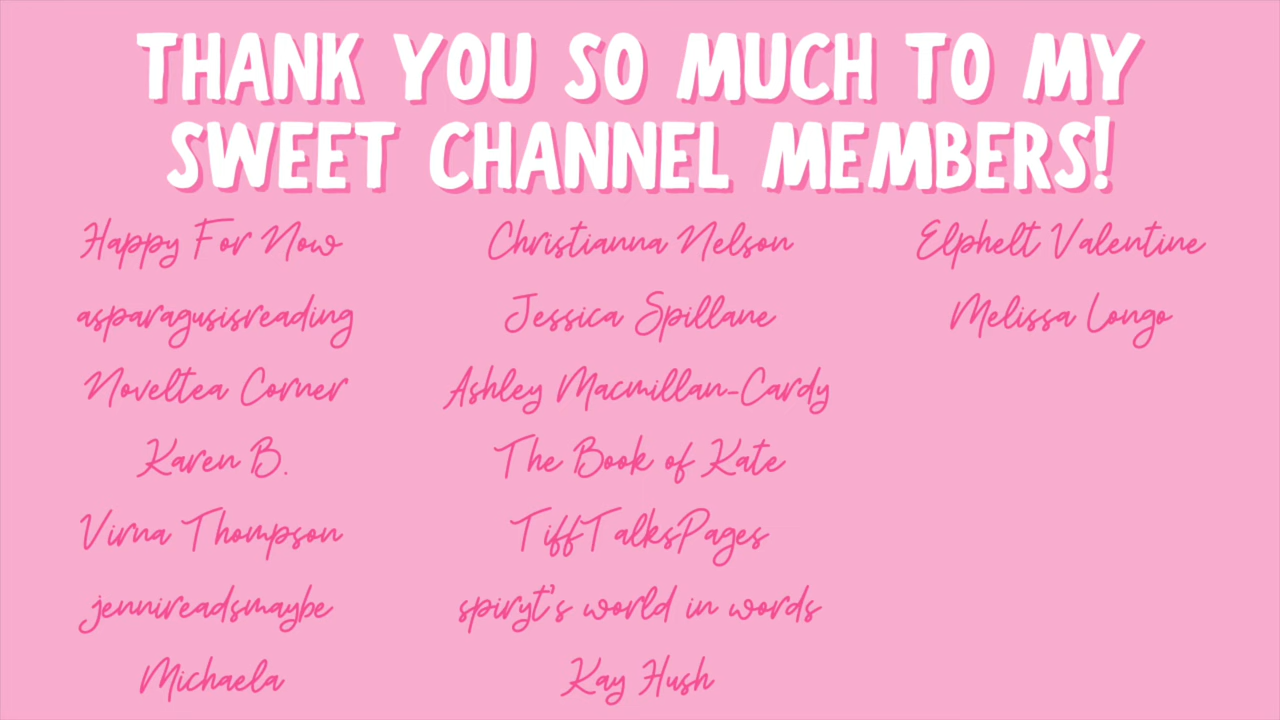 THANK YOU SO MUCH TO MY
SWEET CHANNEL MEMBERS!
Happy For Now
asparagusisreading
Noveltea Corner
Karen B.
Virna Thompson
jennireadsmaybe
Michaela
Christianna Nelson
Jessica Spillane
Ashley Macmillan-Cardy
The Book of Kate
TiffTalksPages
spiryt's world in words
Kay Hush
Elphelt Valentine
Melissa Longo